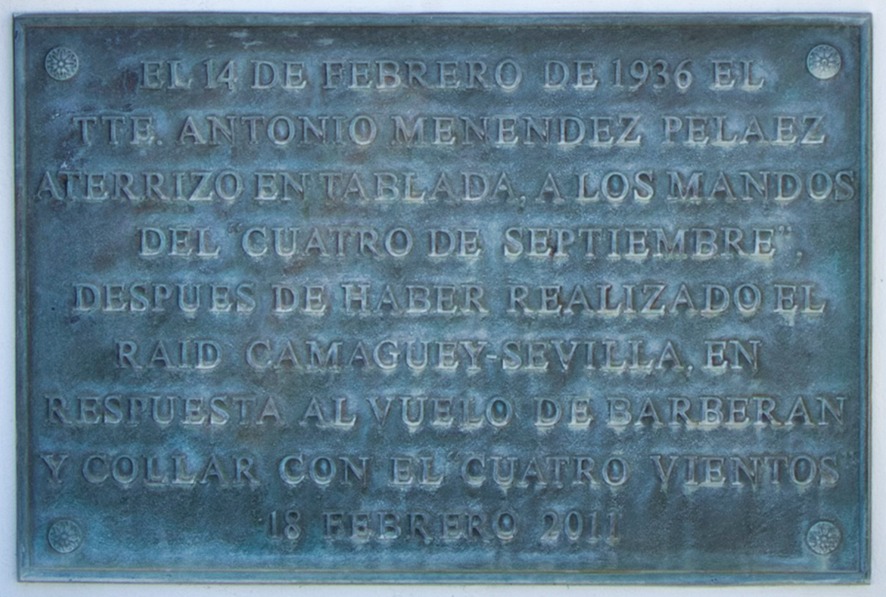 EL 14 DE FEBRERO DE 1936 EL
TTE. ANTONIO MENENDEZ PELAEZ
ATERRIZO EN TABLADA, A LOS MANDOS
DEL "CUATRO DE SEPTIEMBRE",
DESPUES DE HABER REALIZADO EL
RAID CAMAGUEY-SEVILLA, EN
RESPUESTA AL VUELO DE BARBERAN
Y COLLAR CON EL "CUATRO VIENTOS"
18 FEBRERO 2011